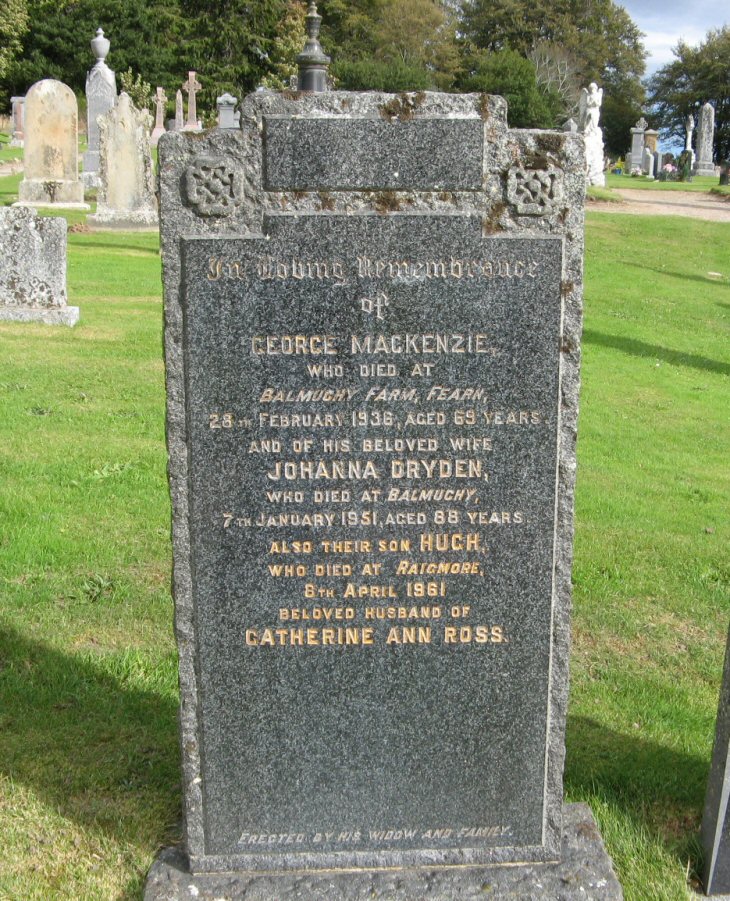 In Loving Remembrance
of
GEORGE MACKENZIE,
WHO DIED AT
BALMUCHY FARM, FEARN,
28TH FEBRUARY 1936, AGED 69 YEARS
AND OF HIS BELOVED WIFE
JOHANNA DRYDEN,
WHO DIED AT BALMUCHY,
7TH JANUARY 1951, AGED 88 YEARS.
ALSO THEIR SON HUGH,
WHO DIED AT RAIGMORE,
8TH APRIL 1961
BELOVED HUSBAND OF
CATHERINE ANN ROSS.
ERECTED BY HIS WIDOW AND FAMILY.